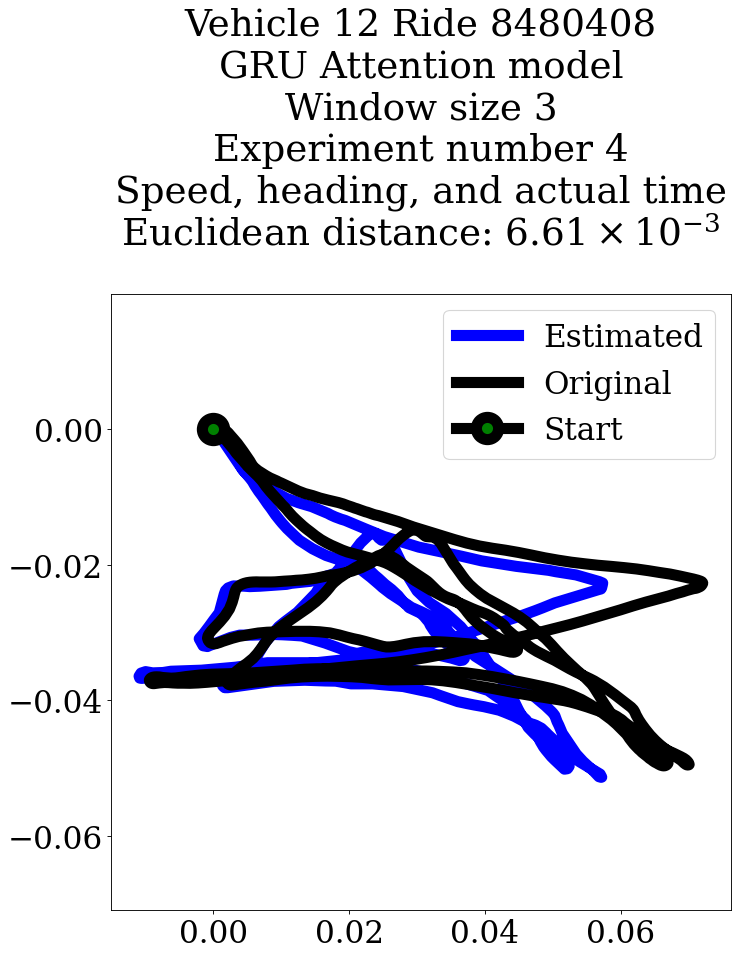 Vehicle 12 Ride 8480408
GRU Attention model
Window size 3
Experiment number 4
Speed, heading, and actual time
Euclidean distance: 6.61 × 10⁻³
Estimated
Original
Start
0.00
−0.02
−0.04
−0.06
0.00 0.02 0.04 0.06